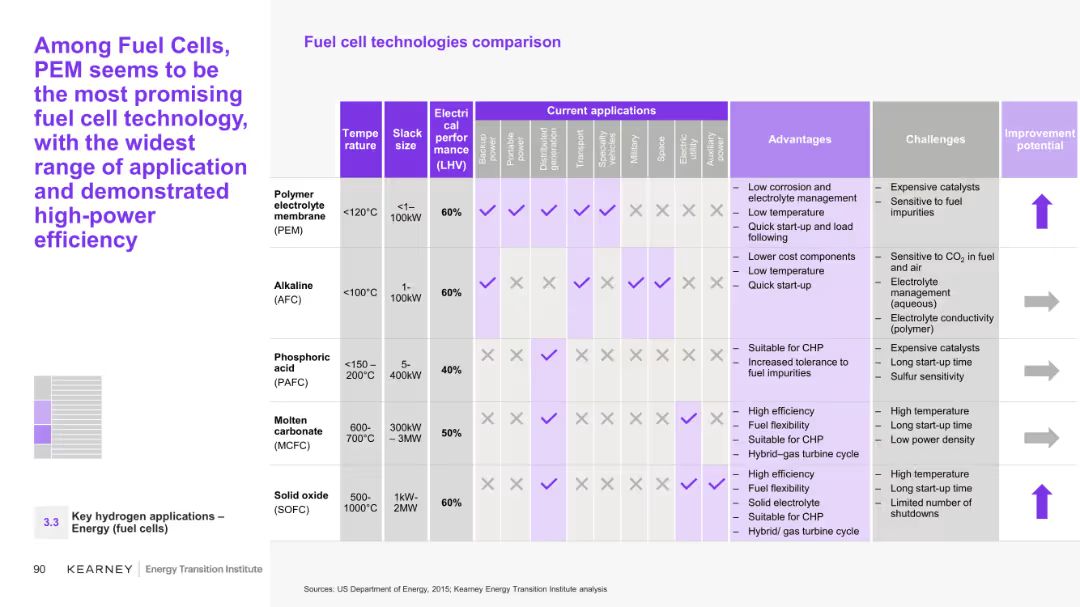 Among Fuel Cells,
PEM seems to be
the most promising
fuel cell technology,
with the widest
range of application
and demonstrated
high-power
efficiency
3.3
Key hydrogen applications –
Energy (fuel cells)
90
KEARNEY
Energy Transition Institute
Fuel cell technologies comparison
Tempe
rature
Slack
size
Electri
cal
perfor
mance
(LHV)
Current applications
Backup
power
Portable
power
Distributed
generation
Transport
Specialty
vehicles
Military
Space
Electric
utility
Auxiliary
power
Advantages
Challenges
Improvement
potential
Polymer
electrolyte
membrane
(PEM)
<120°C
<1–
100kW
60%
– Low corrosion and
electrolyte management
– Low temperature
– Quick start-up and load
following
– Expensive catalysts
– Sensitive to fuel
impurities
Alkaline
(AFC)
<100°C
1-
100kW
60%
– Lower cost components
– Low temperature
– Quick start-up
– Sensitive to CO₂ in fuel
and air
– Electrolyte
management
(aqueous)
– Electrolyte conductivity
(polymer)
Phosphoric
acid
(PAFC)
<150 –
200°C
5-
400kW
40%
– Suitable for CHP
– Increased tolerance to
fuel impurities
– Expensive catalysts
– Long start-up time
– Sulfur sensitivity
Molten
carbonate
(MCFC)
600-
700°C
300kW
– 3MW
50%
– High efficiency
– Fuel flexibility
– Suitable for CHP
– Hybrid–gas turbine cycle
– High temperature
– Long start-up time
– Low power density
Solid oxide
(SOFC)
500-
1000°C
1kW-
2MW
60%
– High efficiency
– Fuel flexibility
– Solid electrolyte
– Suitable for CHP
– Hybrid/ gas turbine cycle
– High temperature
– Long start-up time
– Limited number of
shutdowns
Sources: US Department of Energy, 2015; Kearney Energy Transition Institute analysis